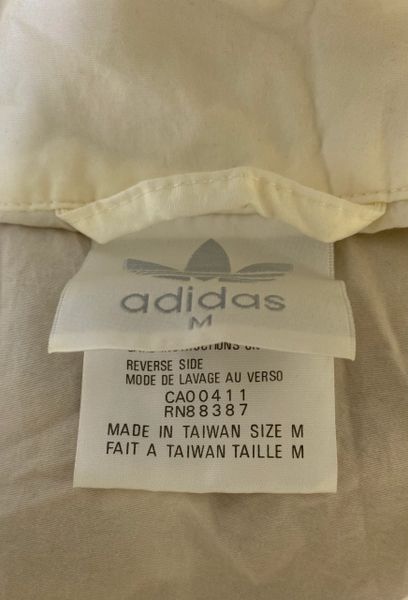 adidas
M
REVERSE SIDE
MODE DE LAVAGE AU VERSO
CA00411
RN88387
MADE IN TAIWAN SIZE M
FAIT A TAIWAN TAILLE M